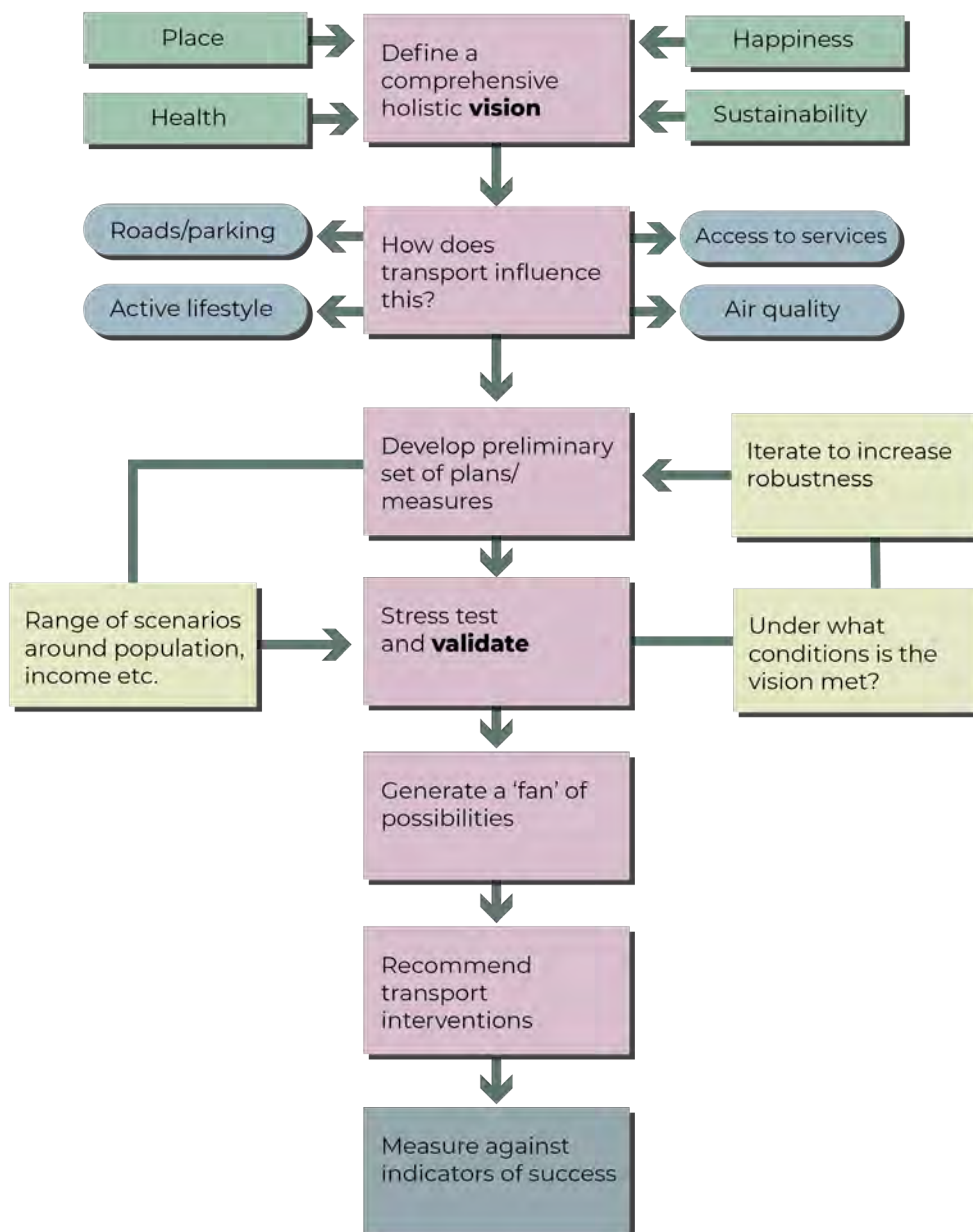 Place
Define a
comprehensive
holistic vision
Happiness
Health
Sustainability
Roads/parking
How does
transport influence
this?
Access to services
Active lifestyle
Air quality
Develop preliminary
set of plans/
measures
Iterate to increase
robustness
Range of scenarios
around population,
income etc.
Stress test
and validate
Under what
conditions is the
vision met?
Generate a ‘fan’ of
possibilities
Recommend
transport
interventions
Measure against
indicators of success